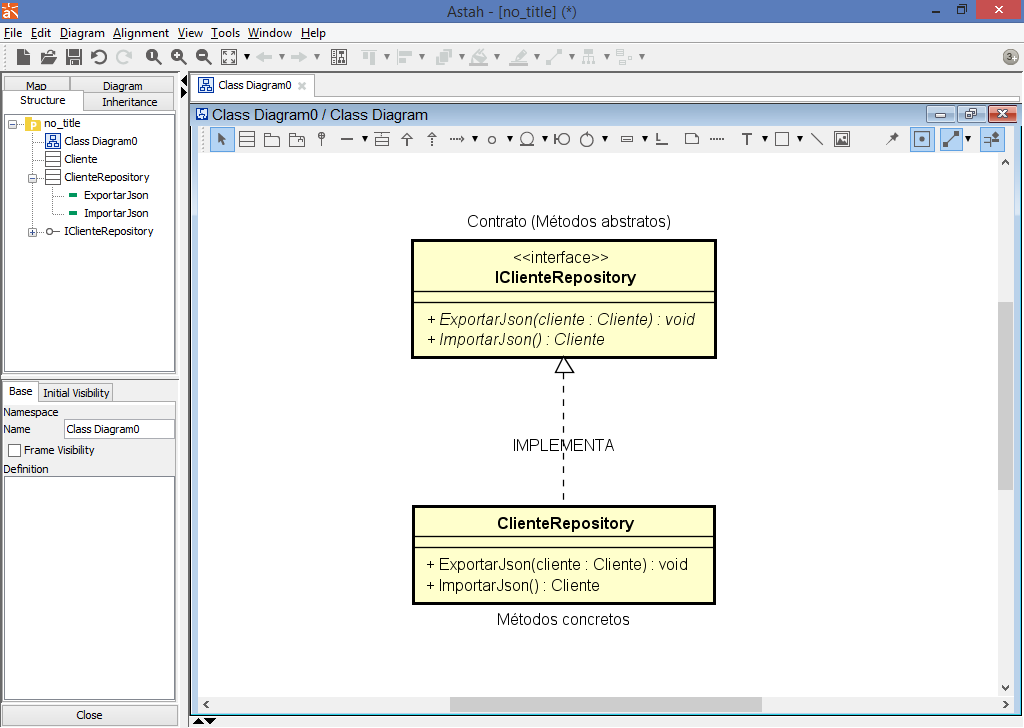 Astah - [no_title] (*)
File Edit Diagram Alignment View Tools Window Help
3
Map Diagram
Structure Inheritance
no_title
Class Diagram0
Cliente
ClienteRepository
ExportarJson
ImportarJson
IClienteRepository
Base Initial Visibility
Namespace
Name Class Diagram0
Frame Visibility
Definition
Close
Class Diagram0
Class Diagram0 / Class Diagram
T
Contrato (Métodos abstratos)
<<interface>>
IClienteRepository
+ ExportarJson(cliente : Cliente) : void
+ ImportarJson() : Cliente
IMPLEMENTA
ClienteRepository
+ ExportarJson(cliente : Cliente) : void
+ ImportarJson() : Cliente
Métodos concretos